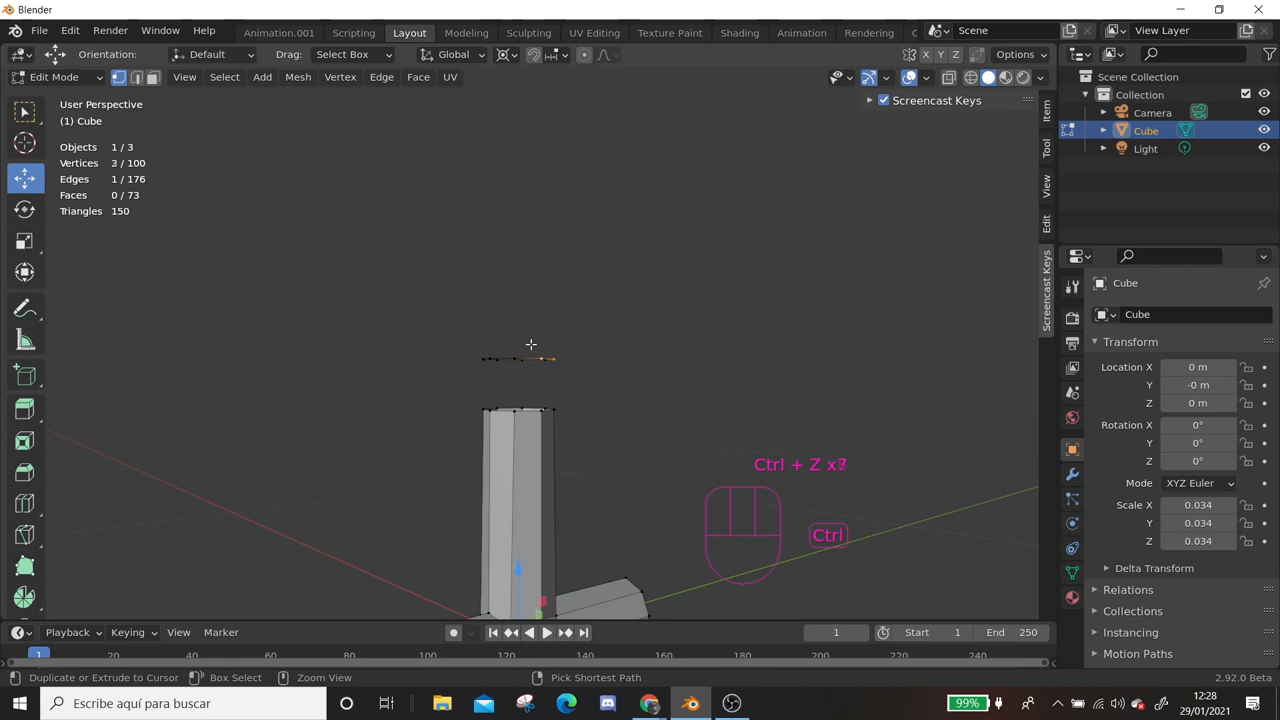 Blender
File Edit Render Window Help Animation.001 Scripting Layout Modeling Sculpting UV Editing Texture Paint Shading Animation Rendering C Scene View Layer
Orientation: Default Drag: Select Box Global X Y Z Options
Edit Mode View Select Add Mesh Vertex Edge Face UV
User Perspective
(1) Cube
Objects 1 / 3
Vertices 3 / 100
Edges 1 / 176
Faces 0 / 73
Triangles 150
Screencast Keys
Item
Tool
View
Edit
Screencast Keys
Ctrl + Z
Ctrl
Scene Collection
Collection
Camera
Cube
Light
Cube
Cube
Transform
Location X 0 m
Y -0 m
Z 0 m
Rotation X 0°
Y 0°
Z 0°
Mode XYZ Euler
Scale X 0.034
Y 0.034
Z 0.034
Delta Transform
Relations
Collections
Instancing
Motion Paths
Playback Keying View Marker 1 Start 1 End 250
1 20 100 120 140 160 180 200 220 240
Duplicate or Extrude to Cursor Box Select Zoom View Pick Shortest Path 2.92.0 Beta
Escribe aquí para buscar 99% 12:28
29/01/2021